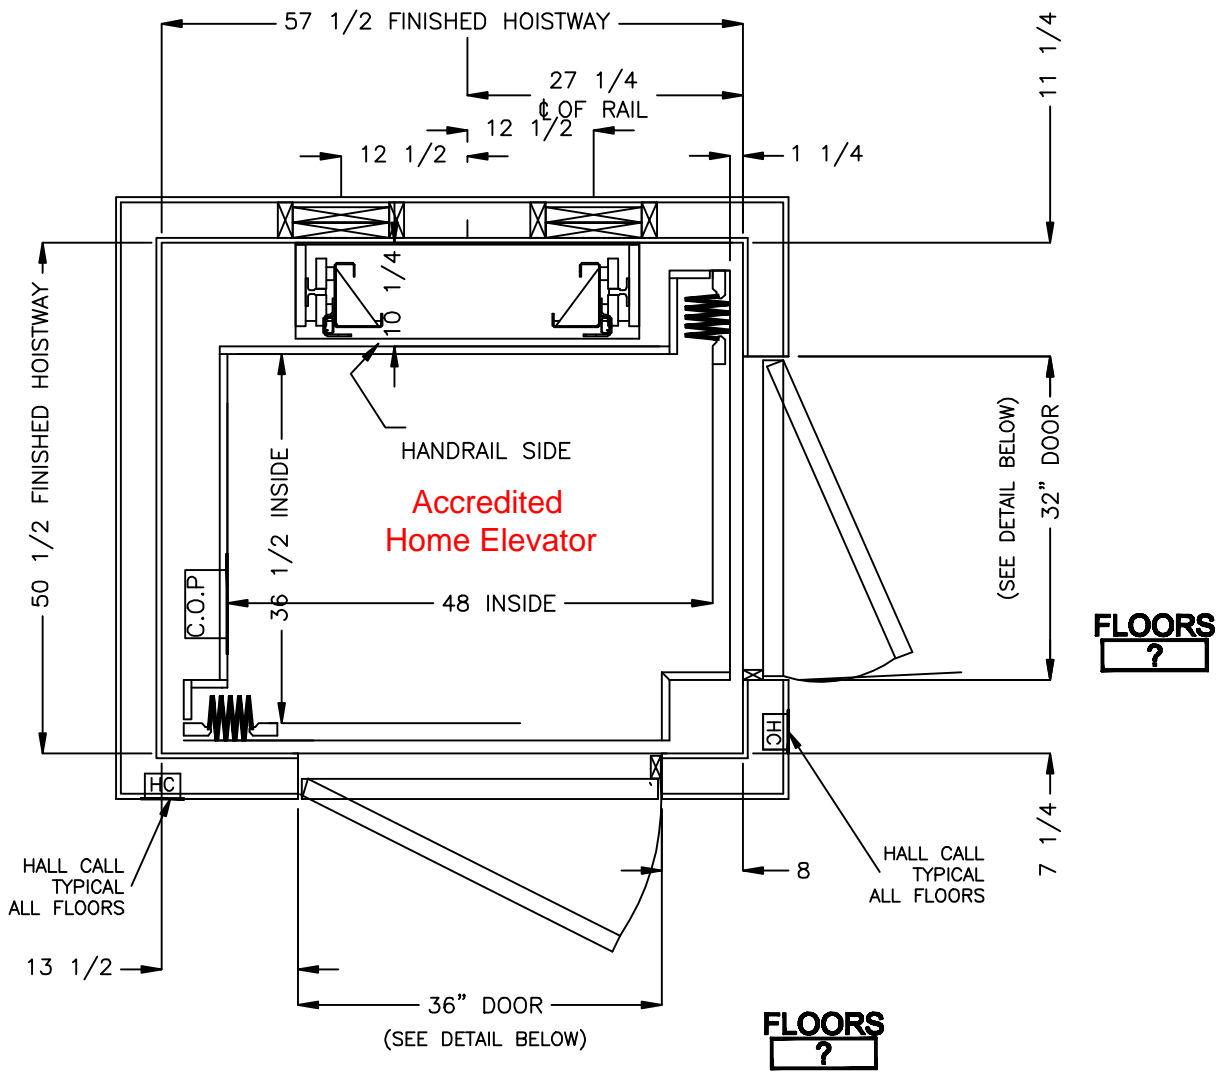 57 1/2 FINISHED HOISTWAY
11 1/4
27 1/4
℄ OF RAIL
12 1/2
12 1/2
1 1/4
10 1/4
50 1/2 FINISHED HOISTWAY
HANDRAIL SIDE
Accredited
Home Elevator
36 1/2 INSIDE
48 INSIDE
C.O.P
32” DOOR
(SEE DETAIL BELOW)
FLOORS
?
HC
HC
HALL CALL
TYPICAL
ALL FLOORS
HALL CALL
TYPICAL
ALL FLOORS
8
7 1/4
13 1/2
36” DOOR
(SEE DETAIL BELOW)
FLOORS
?